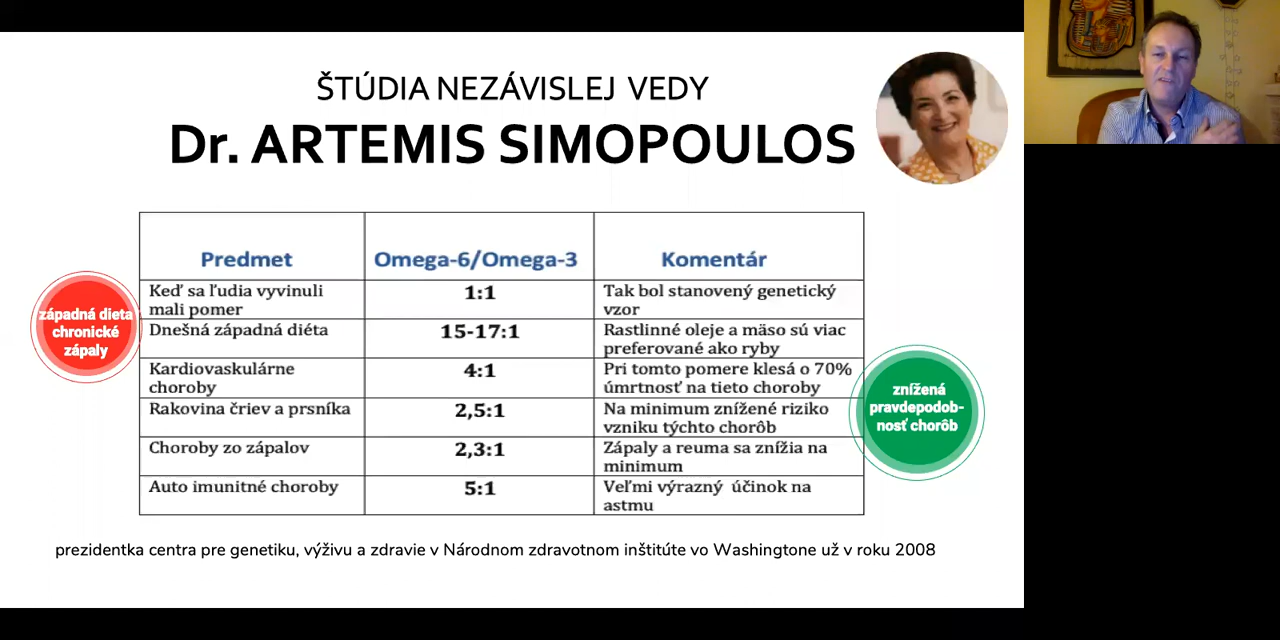 ŠTÚDIA NEZÁVISLEJ VEDY
Dr. ARTEMIS SIMOPOULOS
Predmet
Omega-6/Omega-3
Komentár
Keď sa ľudia vyvinuli
mali pomer
1:1
Tak bol stanovený genetický
vzor
Dnešná západná diéta
15-17:1
Rastlinné oleje a mäso sú viac
preferované ako ryby
Kardiovaskulárne
choroby
4:1
Pri tomto pomere klesá o 70%
úmrtnosť na tieto choroby
Rakovina čriev a prsníka
2,5:1
Na minimum znížené riziko
vzniku týchto chorôb
Choroby zo zápalov
2,3:1
Zápaly a reuma sa znížia na
minimum
Auto imunitné choroby
5:1
Veľmi výrazný účinok na
astmu
západná dieta
chronické
zápaly
znížená
pravdepodob-
nosť chorôb
prezidentka centra pre genetiku, výživu a zdravie v Národnom zdravotnom inštitúte vo Washingtone už v roku 2008